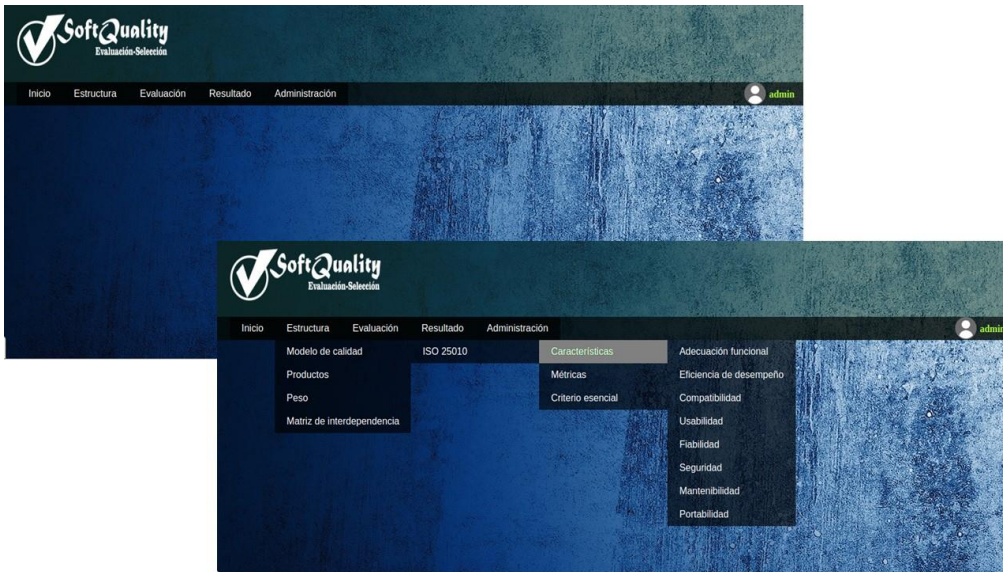 SoftQuality
Evaluación-Selección
Inicio Estructura Evaluación Resultado Administración admin
SoftQuality
Evaluación-Selección
Inicio Estructura Evaluación Resultado Administración admin
Modelo de calidad ISO 25010 Características Adecuación funcional
Productos Métricas Eficiencia de desempeño
Peso Criterio esencial Compatibilidad
Matriz de interdependencia Usabilidad
Fiabilidad
Seguridad
Mantenibilidad
Portabilidad